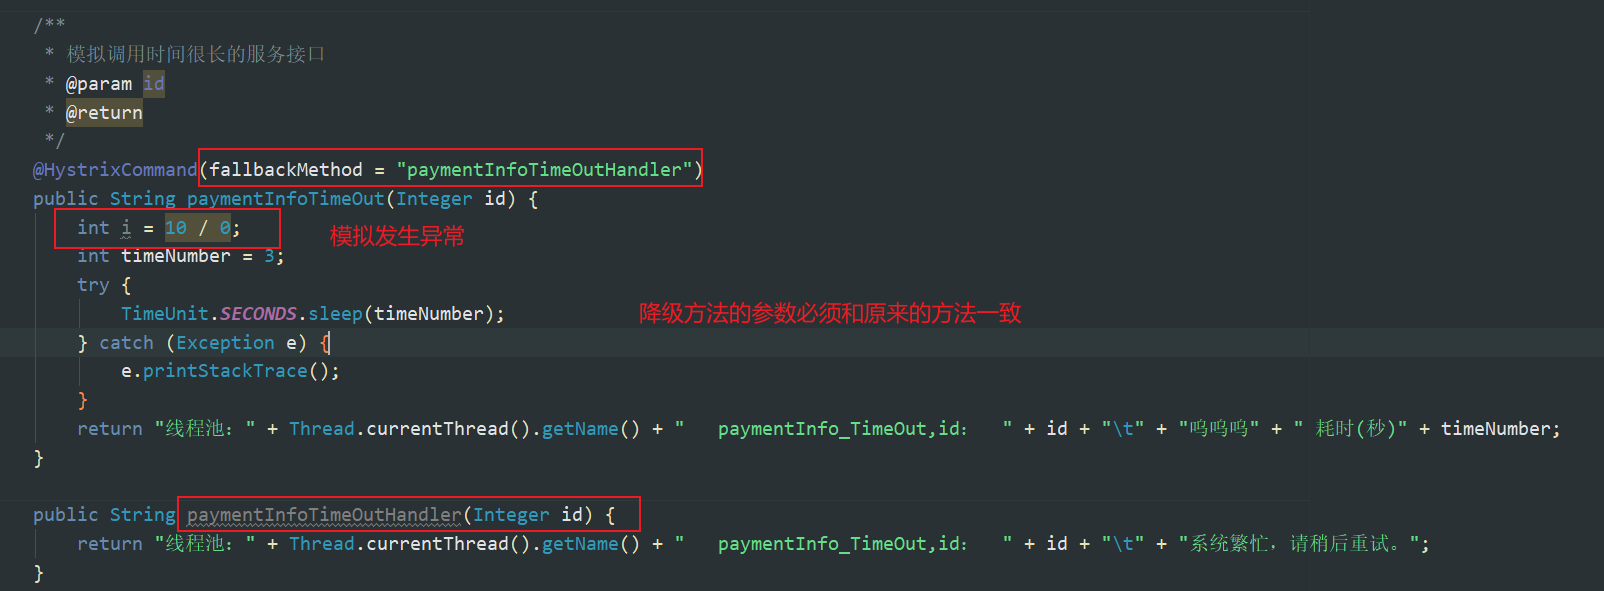 /**
 * 模拟调用时间很长的服务接口
 * @param id
 * @return
 */
@HystrixCommand(fallbackMethod = "paymentInfoTimeOutHandler")
public String paymentInfoTimeOut(Integer id) {
    int i = 10 / 0;
模拟发生异常
    int timeNumber = 3;
    try {
        TimeUnit.SECONDS.sleep(timeNumber);
降级方法的参数必须和原来的方法一致
    } catch (Exception e) {
        e.printStackTrace();
    }
    return "线程池：" + Thread.currentThread().getName() + "   paymentInfo_TimeOut,id：  " + id + "\t" + "呜呜呜" + " 耗时(秒)" + timeNumber;
}
public String paymentInfoTimeOutHandler(Integer id) {
    return "线程池：" + Thread.currentThread().getName() + "   paymentInfo_TimeOut,id：  " + id + "\t" + "系统繁忙，请稍后重试。";
}